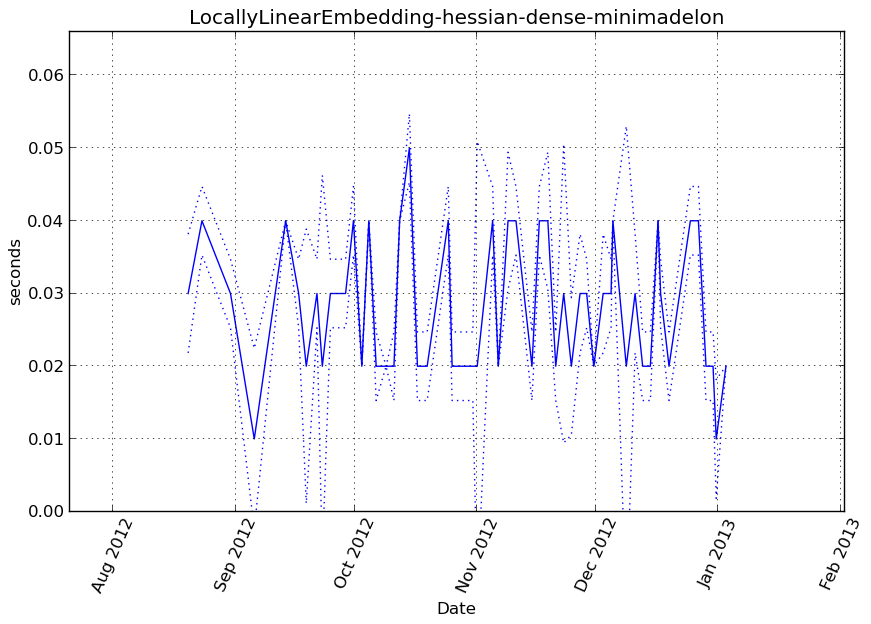 LocallyLinearEmbedding-hessian-dense-minimadelon
0.06
0.05
0.04
0.03
0.02
0.01
0.00
seconds
Aug 2012
Sep 2012
Oct 2012
Nov 2012
Dec 2012
Jan 2013
Feb 2013
Date